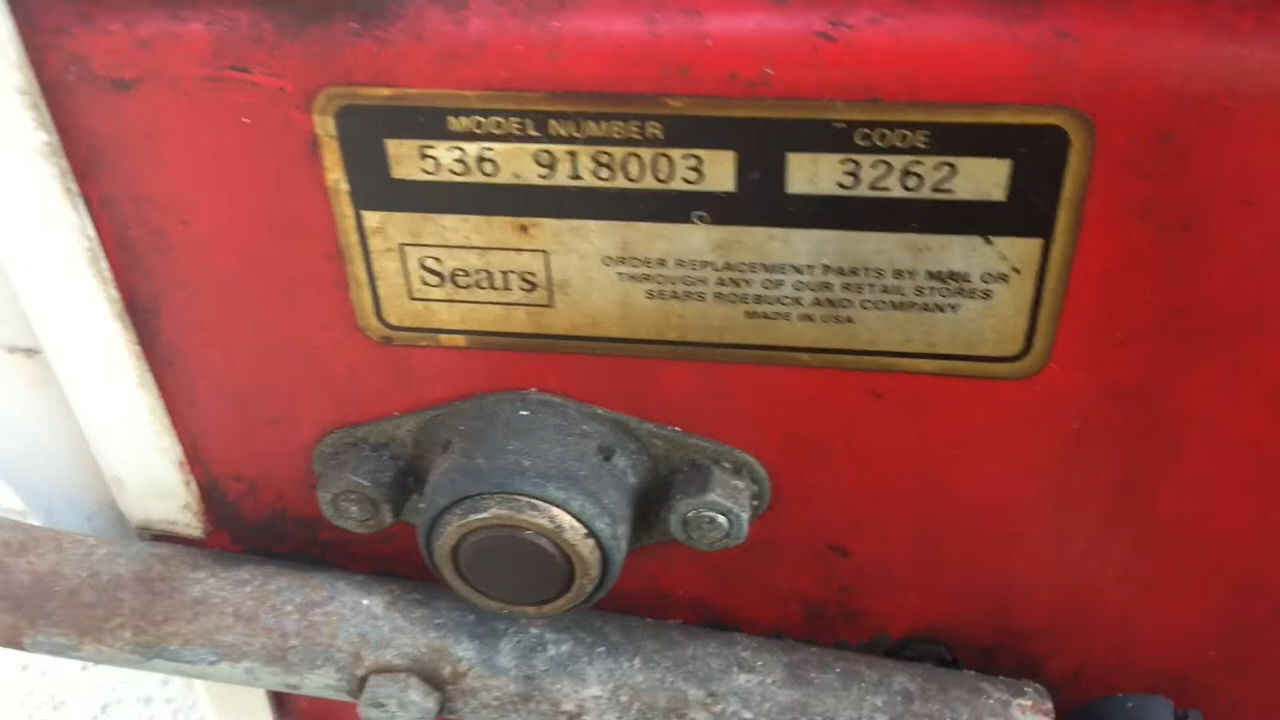 MODEL NUMBER
CODE
536.918003
3262
Sears
ORDER REPLACEMENT PARTS BY MAIL OR
THROUGH ANY OF OUR RETAIL STORES
SEARS ROEBUCK AND COMPANY
MADE IN USA